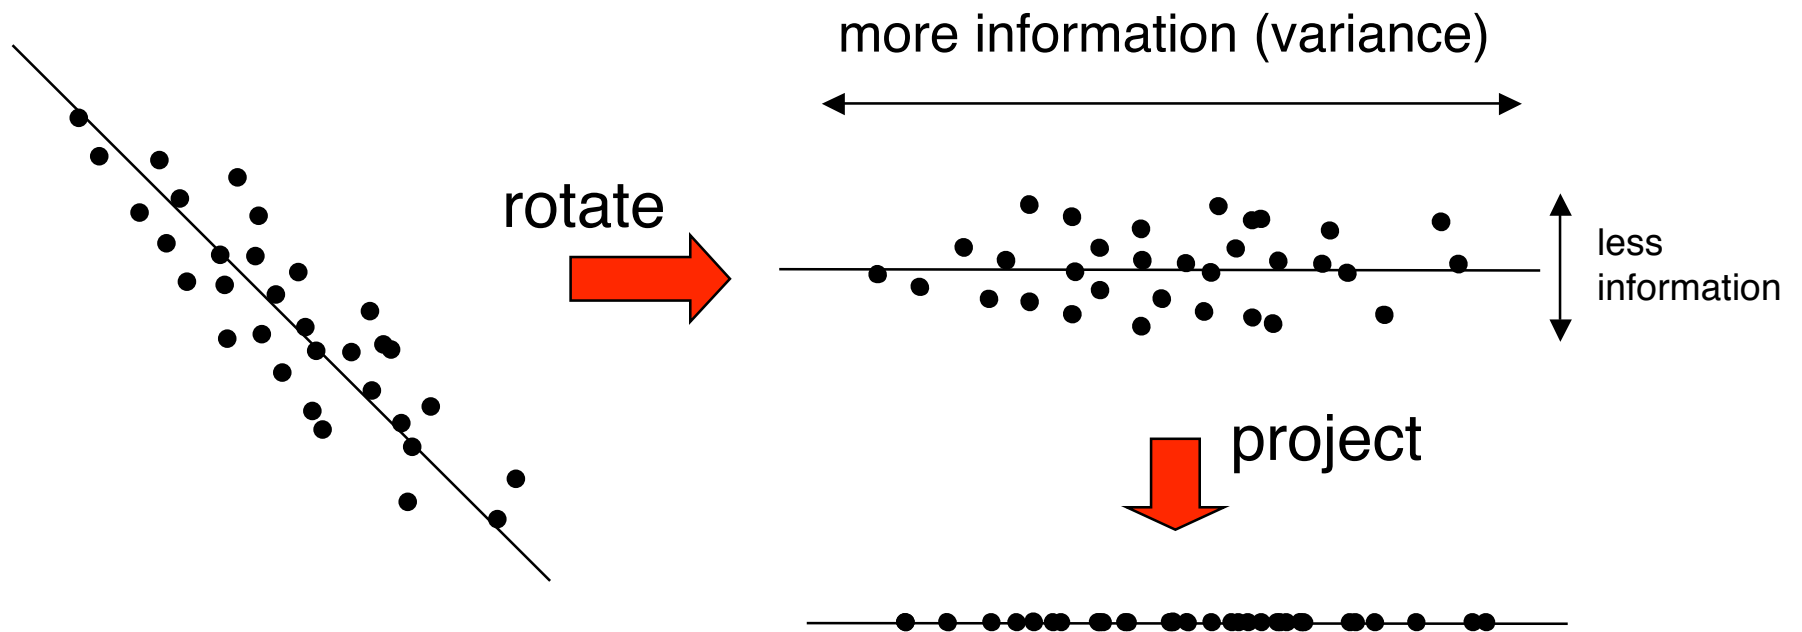 more information (variance)
rotate
less
information
project